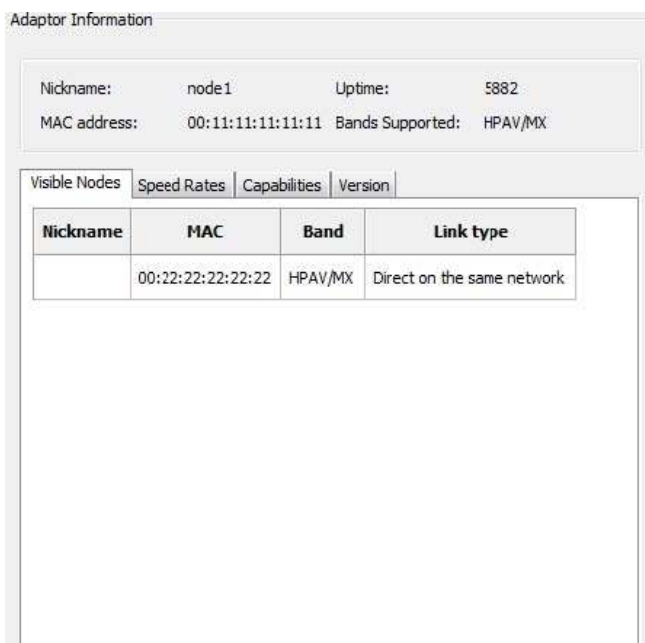 Adaptor Information
Nickname: node1 Uptime: 5882
MAC address: 00:11:11:11:11:11 Bands Supported: HPAV/MX
Visible Nodes Speed Rates Capabilities Version
Nickname MAC Band Link type
00:22:22:22:22:22 HPAV/MX Direct on the same network